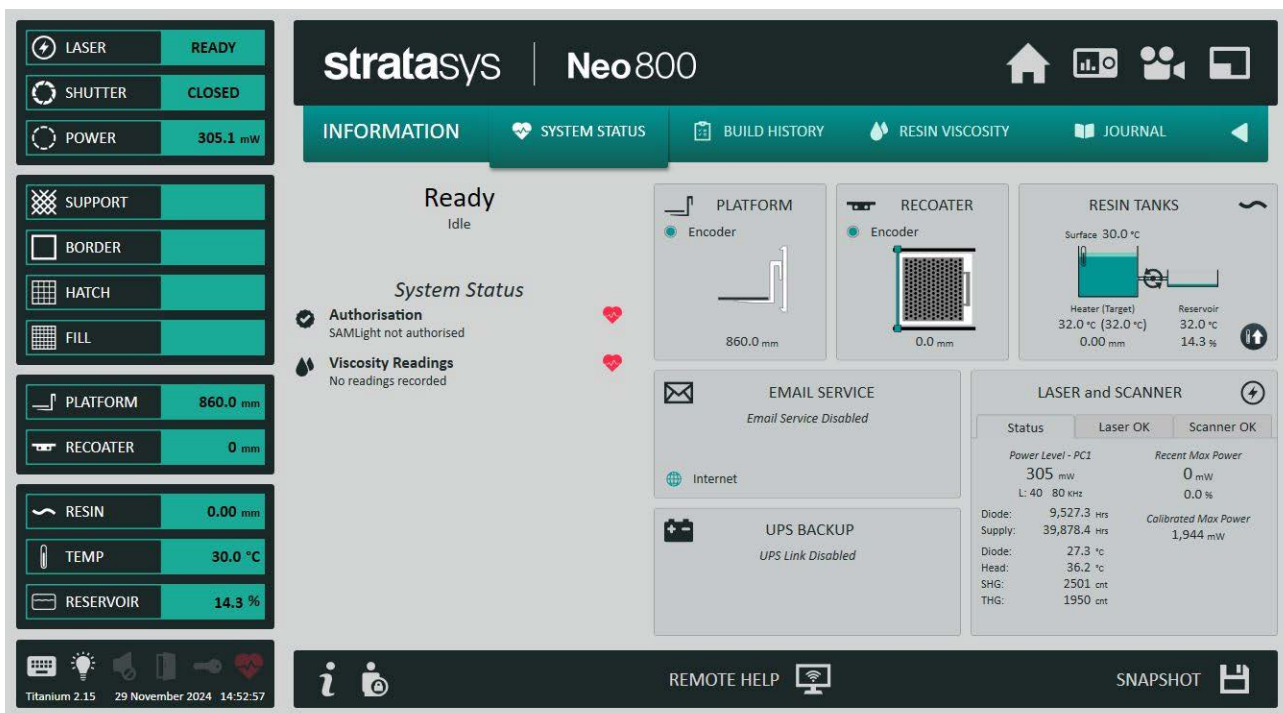 LASER READY
SHUTTER CLOSED
POWER 305.1 mW
SUPPORT
BORDER
HATCH
FILL
PLATFORM 860.0 mm
RECOATER 0 mm
RESIN 0.00 mm
TEMP 30.0 °C
RESERVOIR 14.3 %
Titanium 2.15 29 November 2024 14:52:57
stratasys Neo800
INFORMATION SYSTEM STATUS BUILD HISTORY RESIN VISCOSITY JOURNAL
Ready
Idle
System Status
Authorisation
SAMLight not authorised
Viscosity Readings
No readings recorded
PLATFORM
Encoder
860.0 mm
RECOATER
Encoder
0.0 mm
RESIN TANKS
Surface 30.0 °C
Heater (Target) Reservoir
32.0 °C (32.0 °C) 32.0 °C
0.00 mm 14.3 %
EMAIL SERVICE
Email Service Disabled
Internet
UPS BACKUP
UPS Link Disabled
LASER and SCANNER
Status Laser OK Scanner OK
Power Level - PC1 Recent Max Power
305 mW 0 mW
L: 40 80 KHz 0.0 %
Diode: 9,527.3 Hrs Calibrated Max Power
Supply: 39,878.4 Hrs 1,944 mW
Diode: 27.3 °C
Head: 36.2 °C
SHG: 2501 cnt
THG: 1950 cnt
i REMOTE HELP SNAPSHOT